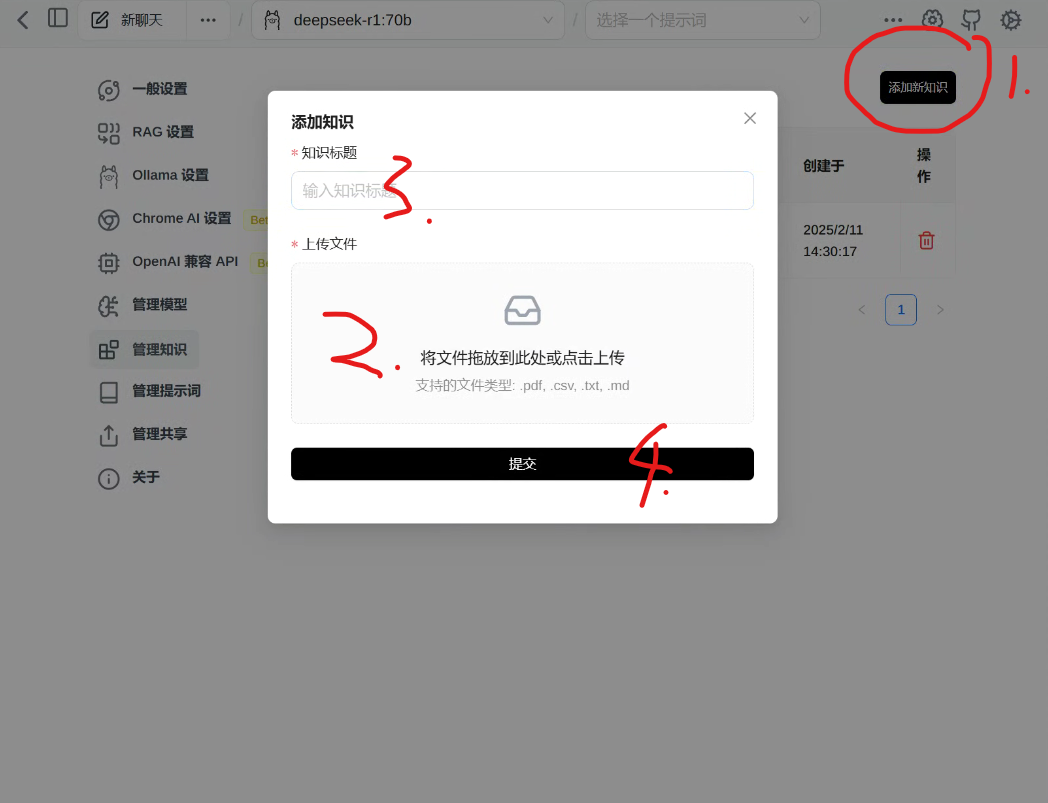 新聊天 ... / deepseek-r1:70b / 选择一个提示词 ...
添加新知识 1.
一般设置
RAG 设置
Ollama 设置
Chrome AI 设置 Bet
OpenAI 兼容 API Be
管理模型
管理知识
管理提示词
管理共享
关于
添加知识
* 知识标题
输入知识标题 3.
* 上传文件
2.
将文件拖放到此处或点击上传
支持的文件类型: .pdf, .csv, .txt, .md
提交 4.
创建于
操
作
2025/2/11
14:30:17
< 1 >